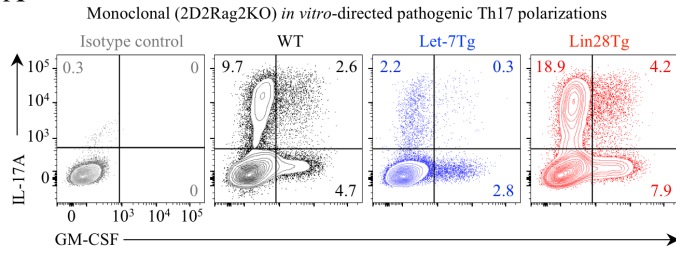 Monoclonal (2D2Rag2KO) in vitro-directed pathogenic Th17 polarizations
Isotype control WT Let-7Tg Lin28Tg
IL-17A
10⁵
10⁴
10³
0
0.3 0
0
9.7 2.6
4.7
2.2 0.3
2.8
18.9 4.2
7.9
0 10³ 10⁴ 10⁵
GM-CSF